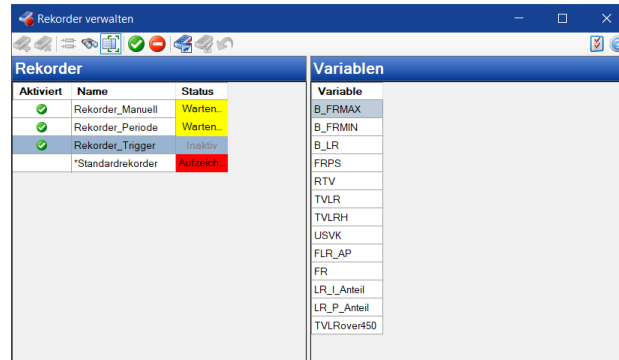 Rekorder verwalten
Rekorder
Variablen
Aktiviert Name Status
Rekorder_Manuell Warten...
Rekorder_Periode Warten...
Rekorder_Trigger Inaktiv
*Standardrekorder Aufzeich...
Variable
B_FRMAX
B_FRMIN
B_LR
FRPS
RTV
TVLR
TVLRH
USVK
FLR_AP
FR
LR_I_Anteil
LR_P_Anteil
TVLRover450